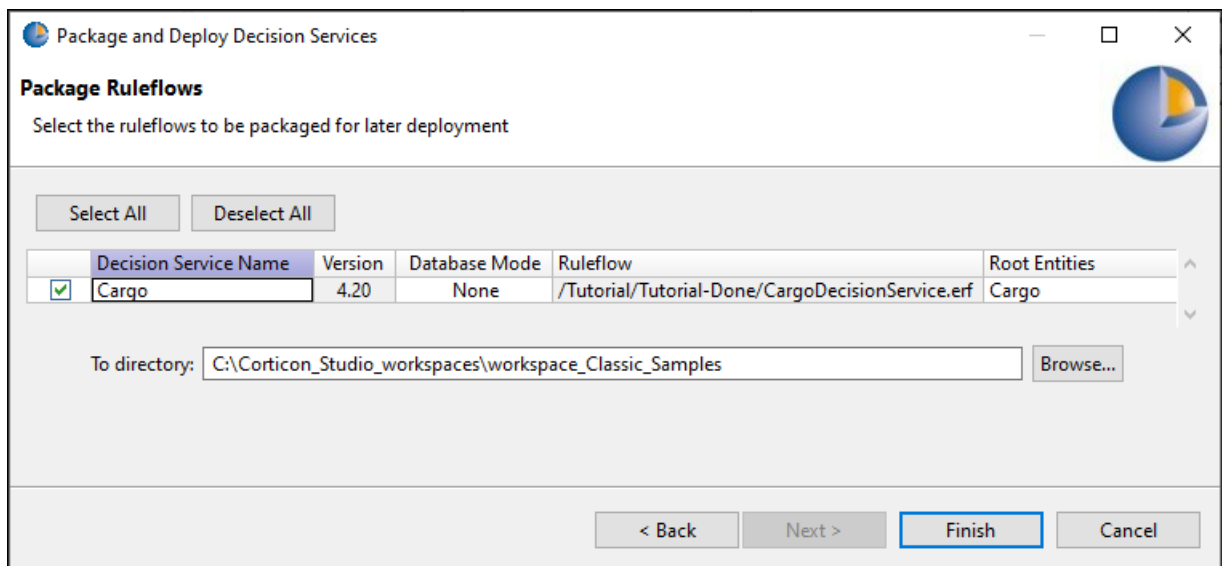 Package and Deploy Decision Services
Package Ruleflows
Select the ruleflows to be packaged for later deployment
Select All Deselect All
Decision Service Name Version Database Mode Ruleflow Root Entities
Cargo 4.20 None /Tutorial/Tutorial-Done/CargoDecisionService.erf Cargo
To directory: C:\Corticon_Studio_workspaces\workspace_Classic_Samples Browse...
< Back Next > Finish Cancel